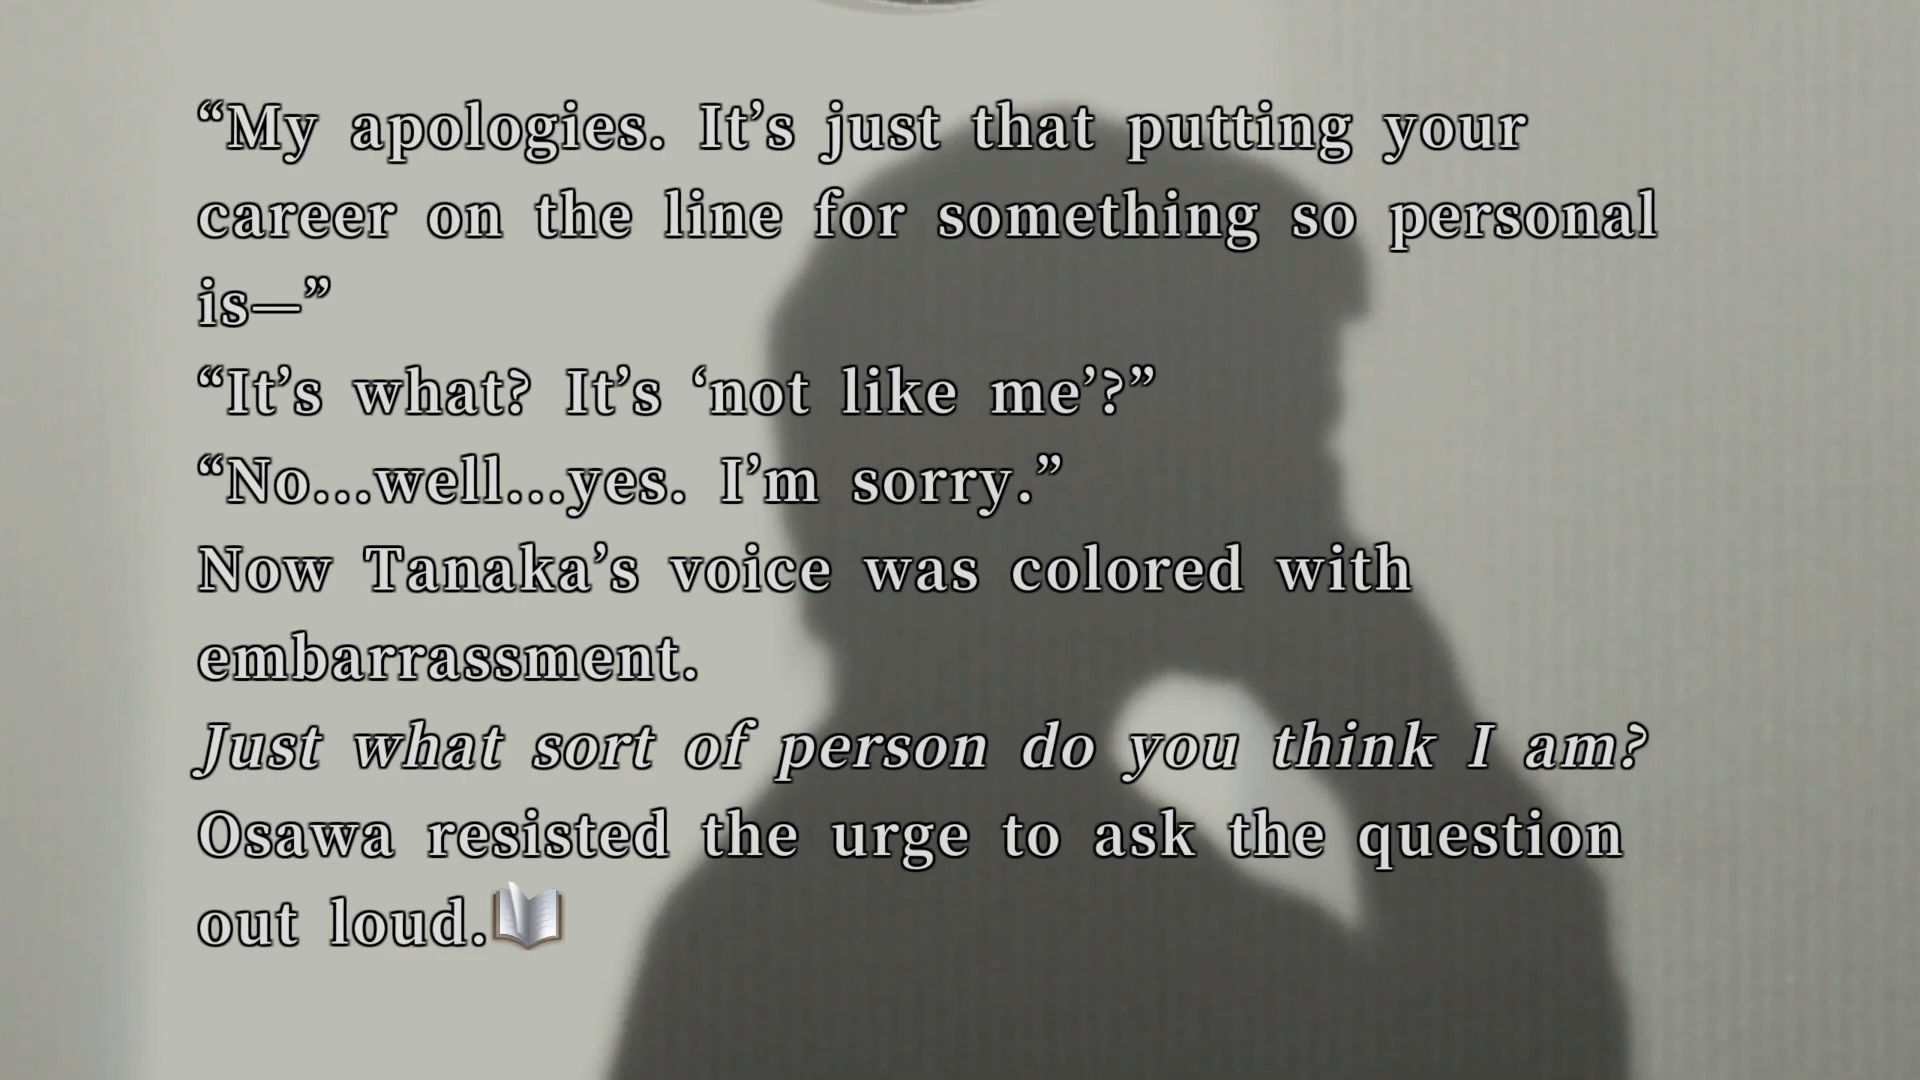 “My apologies. It’s just that putting your
career on the line for something so personal
is—”
“It’s what? It’s ‘not like me’?”
“No...well...yes. I’m sorry.”
Now Tanaka’s voice was colored with
embarrassment.
Just what sort of person do you think I am?
Osawa resisted the urge to ask the question
out loud.